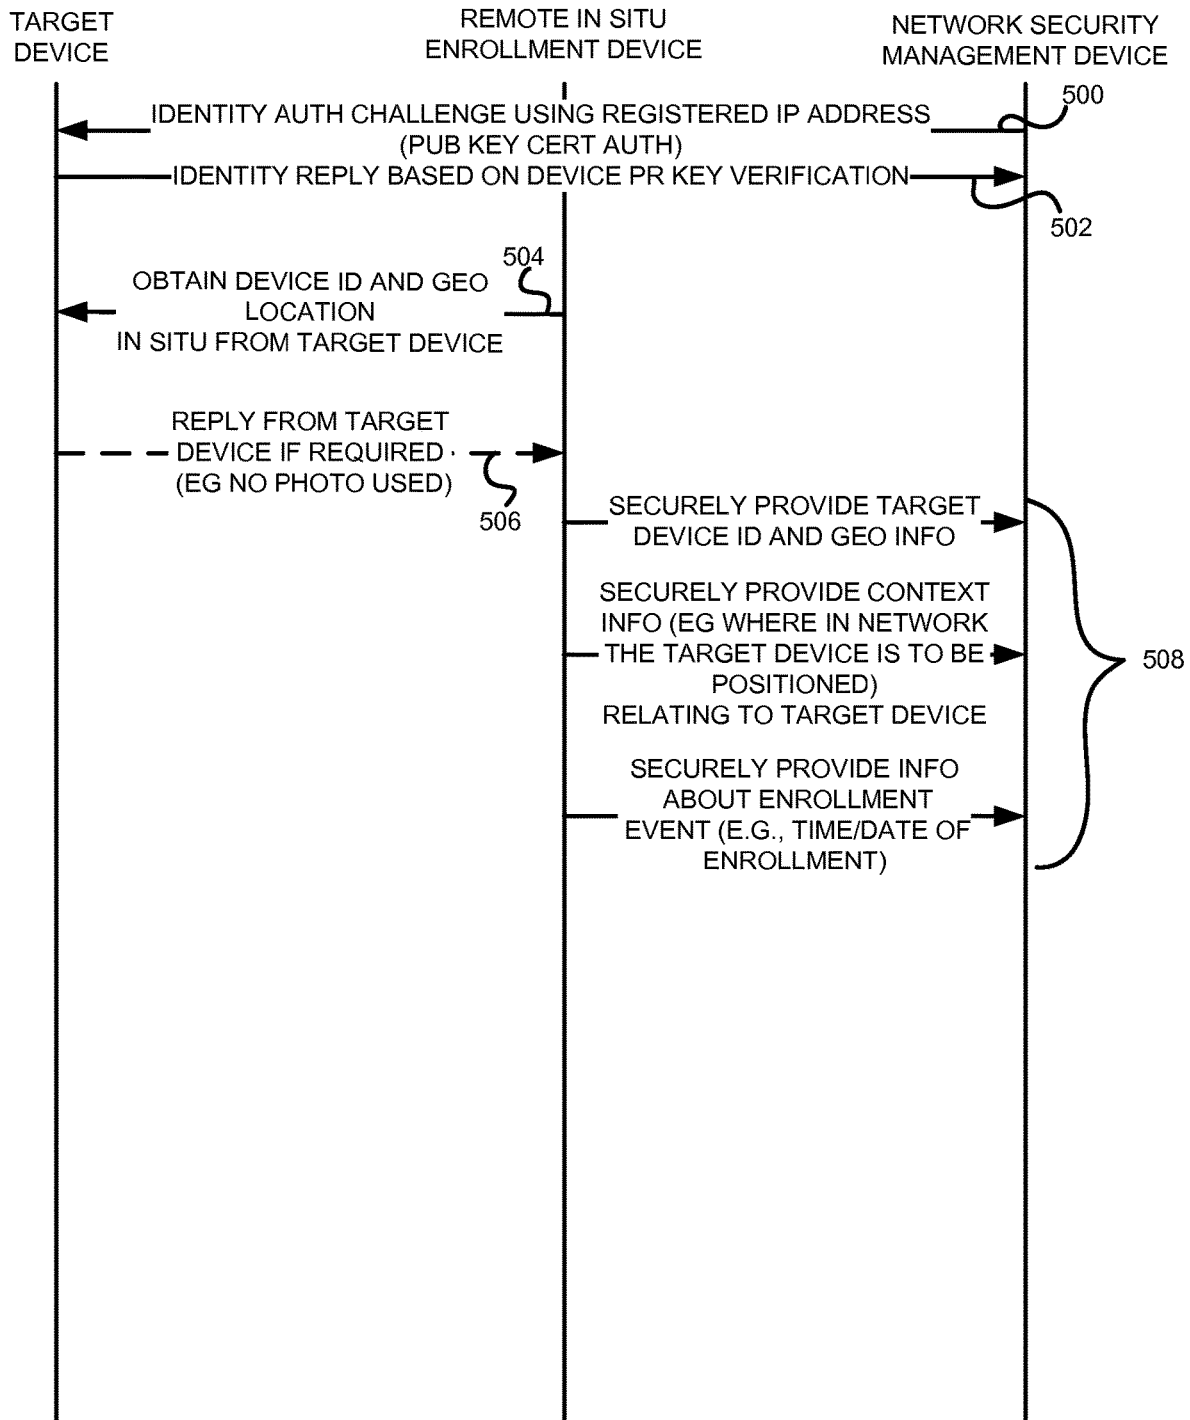 TARGET
DEVICE
REMOTE IN SITU
ENROLLMENT DEVICE
NETWORK SECURITY
MANAGEMENT DEVICE
500
IDENTITY AUTH CHALLENGE USING REGISTERED IP ADDRESS
(PUB KEY CERT AUTH)
IDENTITY REPLY BASED ON DEVICE PR KEY VERIFICATION
502
504
OBTAIN DEVICE ID AND GEO
LOCATION
IN SITU FROM TARGET DEVICE
REPLY FROM TARGET
DEVICE IF REQUIRED
(EG NO PHOTO USED)
506
SECURELY PROVIDE TARGET
DEVICE ID AND GEO INFO
SECURELY PROVIDE CONTEXT
INFO (EG WHERE IN NETWORK
THE TARGET DEVICE IS TO BE
POSITIONED)
RELATING TO TARGET DEVICE
508
SECURELY PROVIDE INFO
ABOUT ENROLLMENT
EVENT (E.G., TIME/DATE OF
ENROLLMENT)